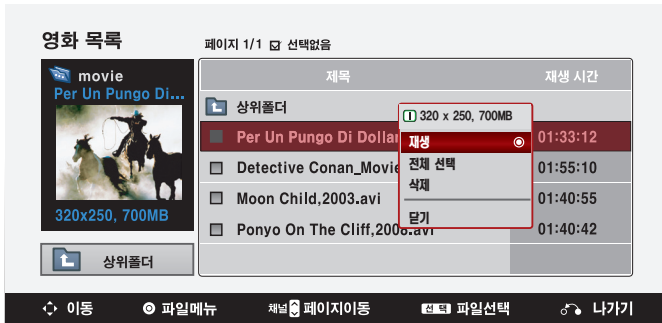 영화 목록
페이지 1/1 ☑ 선택없음
movie
Per Un Pungo Di...
320x250, 700MB
상위폴더
제목 재생 시간
상위폴더
Per Un Pungo Di Dollar 01:33:12
Detective Conan_Movie 01:55:10
Moon Child,2003.avi 01:40:55
Ponyo On The Cliff,2008.avi 01:40:42
320 x 250, 700MB
재생
전체 선택
삭제
닫기
이동 파일메뉴 채널 페이지이동 선택 파일선택 나가기